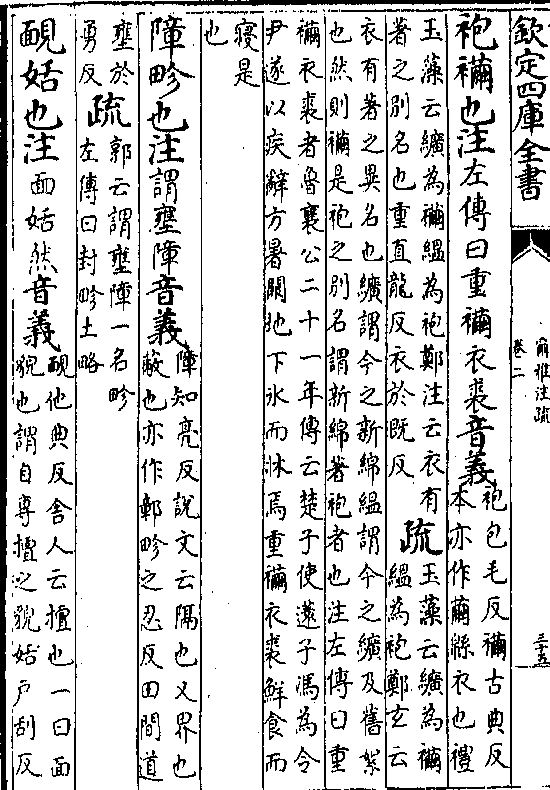 欽定四庫全書
爾雅注疏
卷二
三十五
袍襺也注左傳曰重襺衣裘音義袍包毛反襺古典反
本亦作繭緜衣也禮
玉藻云纊為襺緼為袍鄭注云衣有
著之别名也重直龍反衣於既反
疏玉藻云纊為襺
緼為袍鄭玄云
衣有著之異名也纊謂今之新綿緼謂今之纊及舊絮
也然則襺是袍之别名謂新綿著袍者也注左傳曰重
襺衣裘者魯襄公二十一年傳云楚子使薳子馮為令
尹遂以疾辭方暑闕地下冰而牀焉重襺衣裘鮮食而
寢是
也
障畛也注謂壅障音義障知亮反説文云隔也又界也
蔽也亦作鄣畛之忍反田間道
壅於
勇反
疏郭云謂壅障一名畛
左傳曰封畛土略
靦姡也注面姡然音義靦他典反舍人云擅也一曰面
貌也謂自專擅之貌姡户刮反